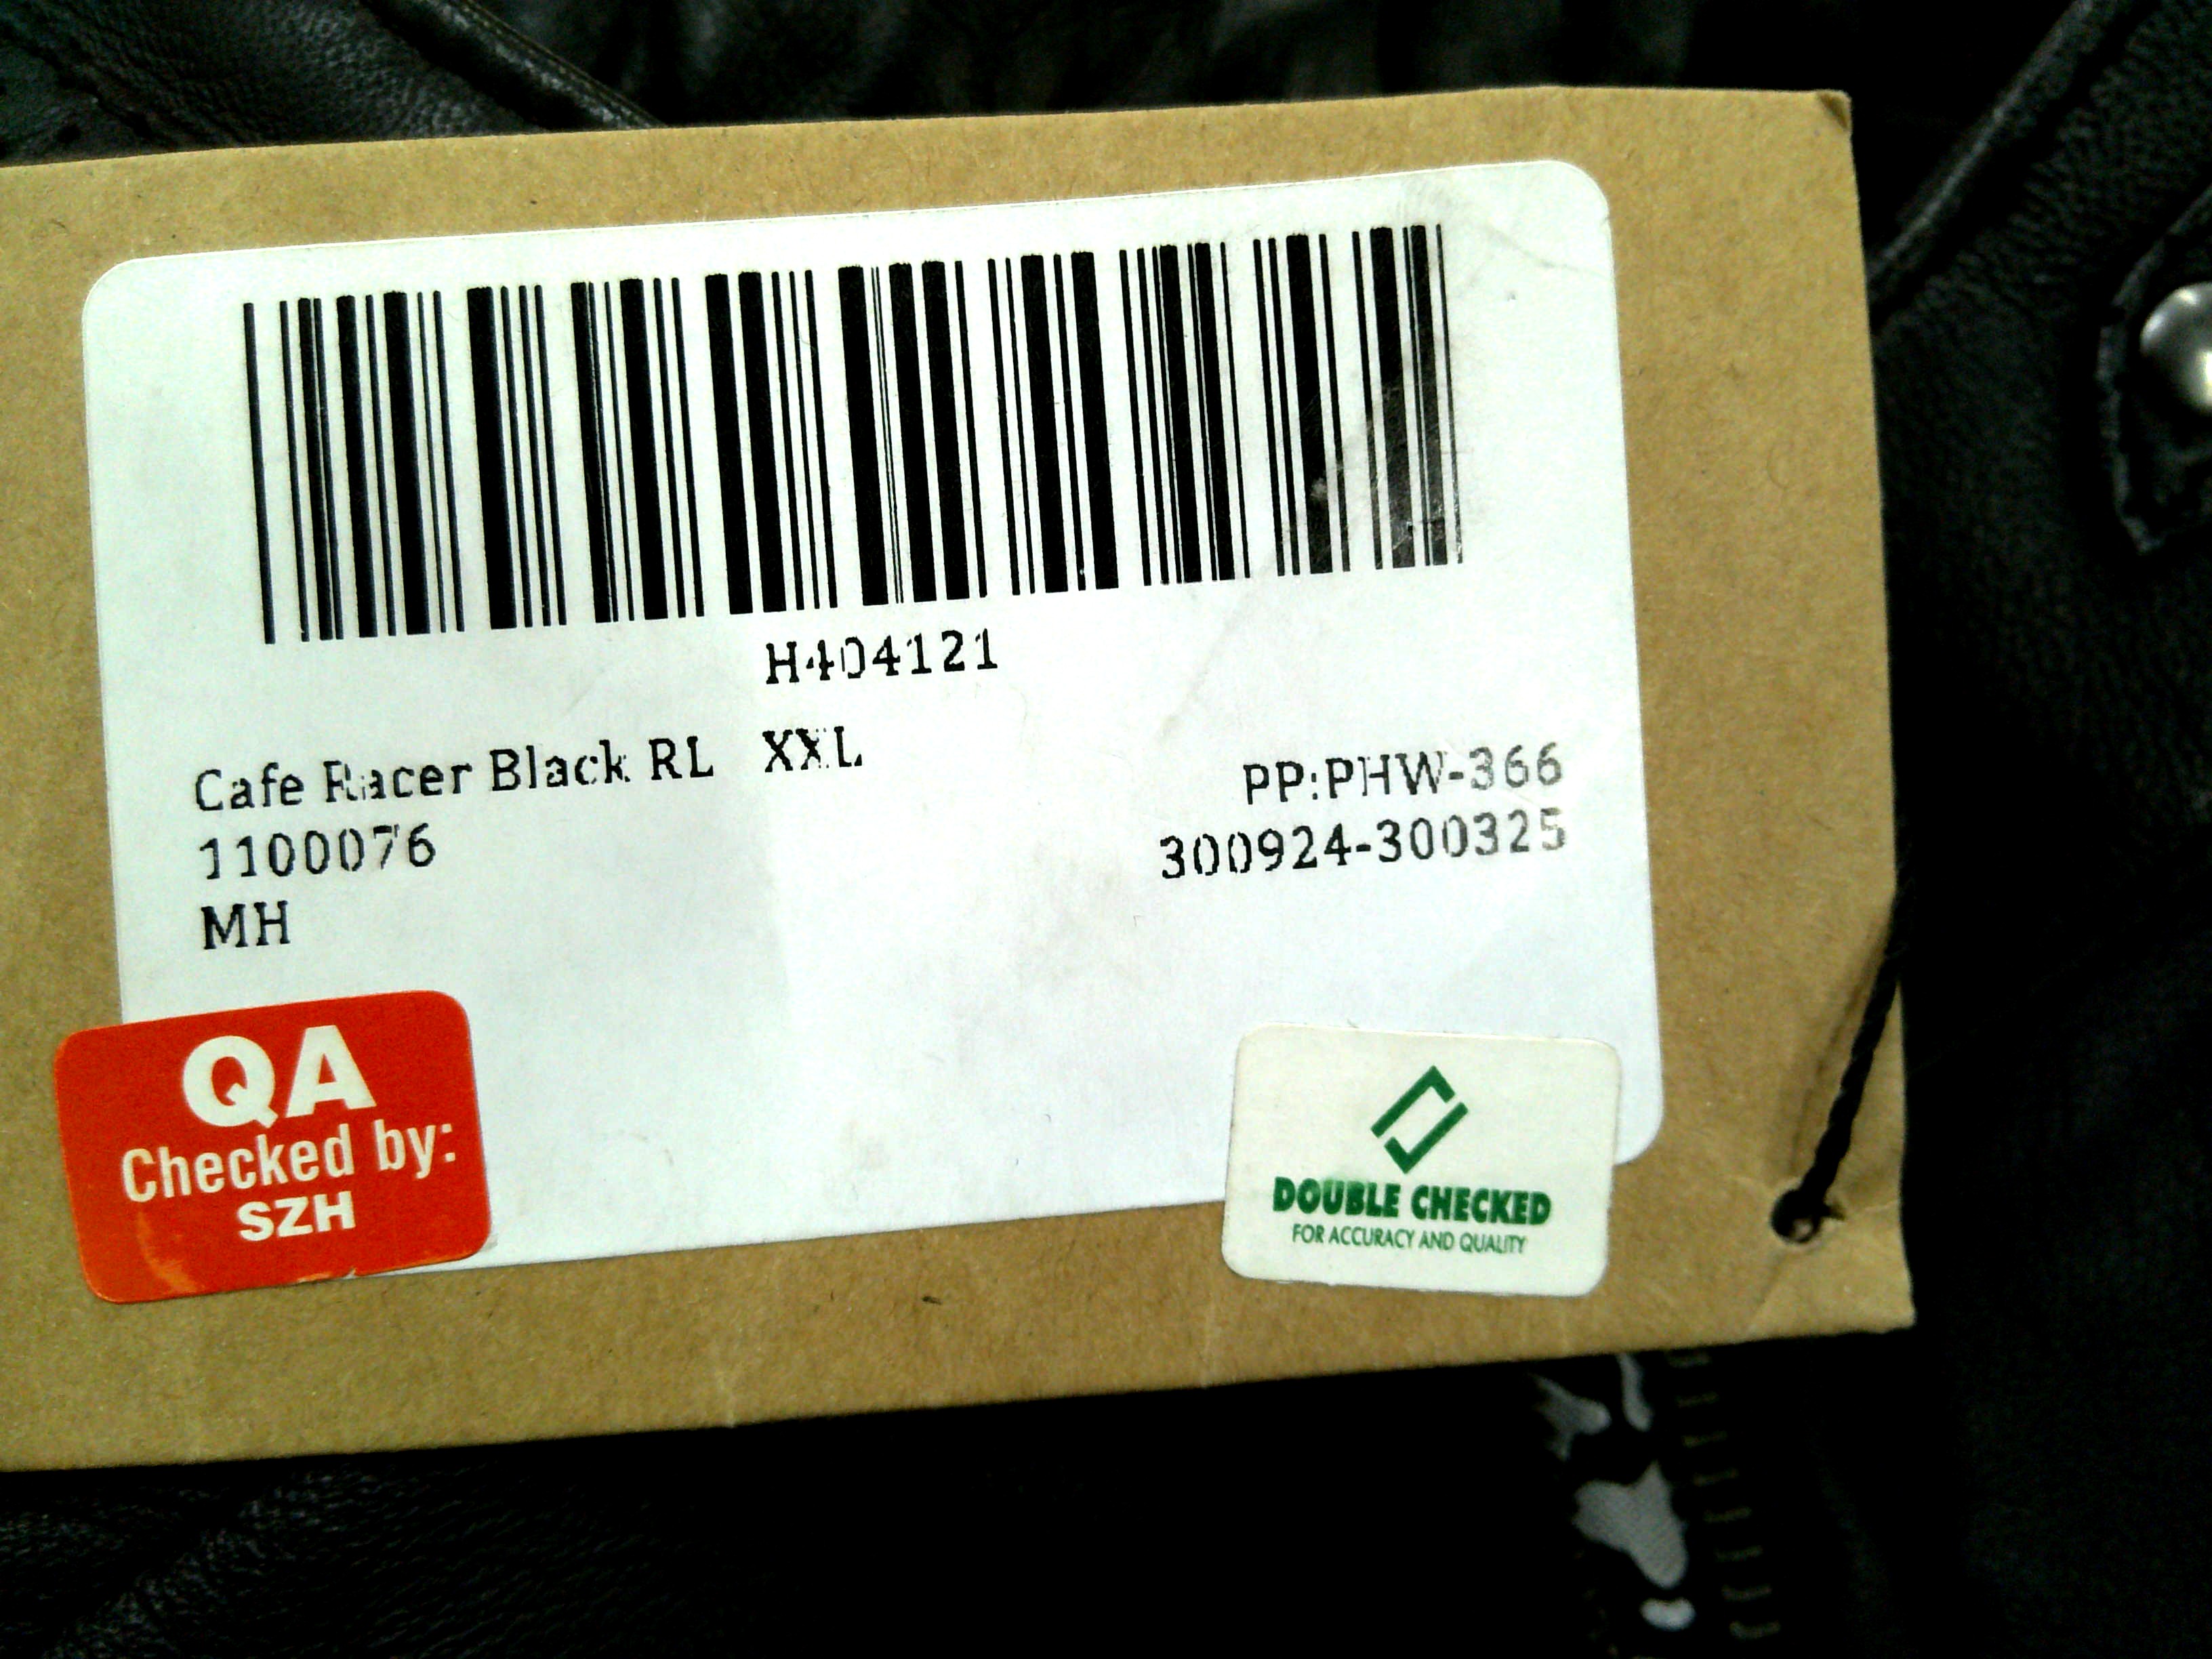 H404121
Cafe Racer Black RL XXL
PP:PHW-366
1100076
300924-300325
MH
QA
Checked by:
SZH
DOUBLE CHECKED
FOR ACCURACY AND QUALITY